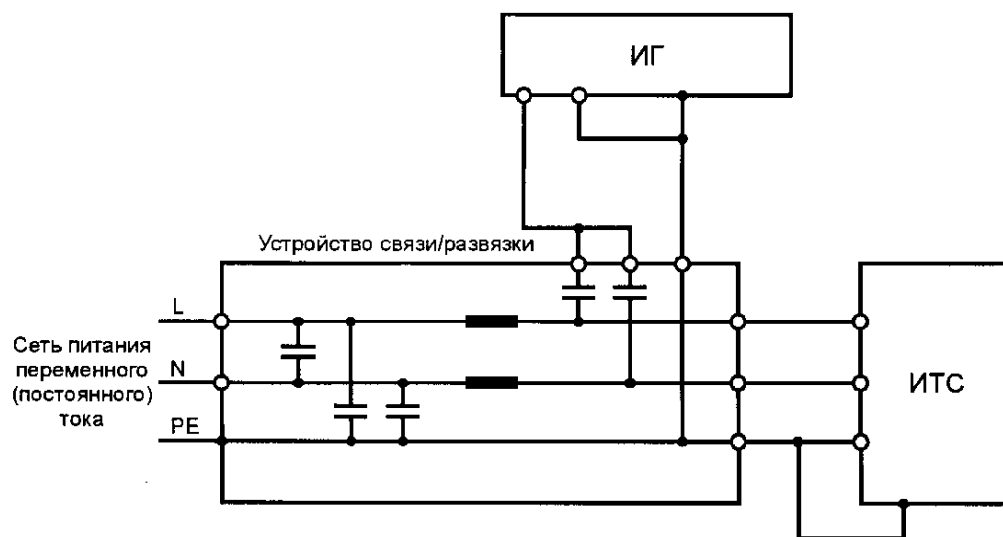 ИГ
Устройство связи/развязки
L
Сеть питания
переменного
(постоянного)
тока
N
PE
ИТС